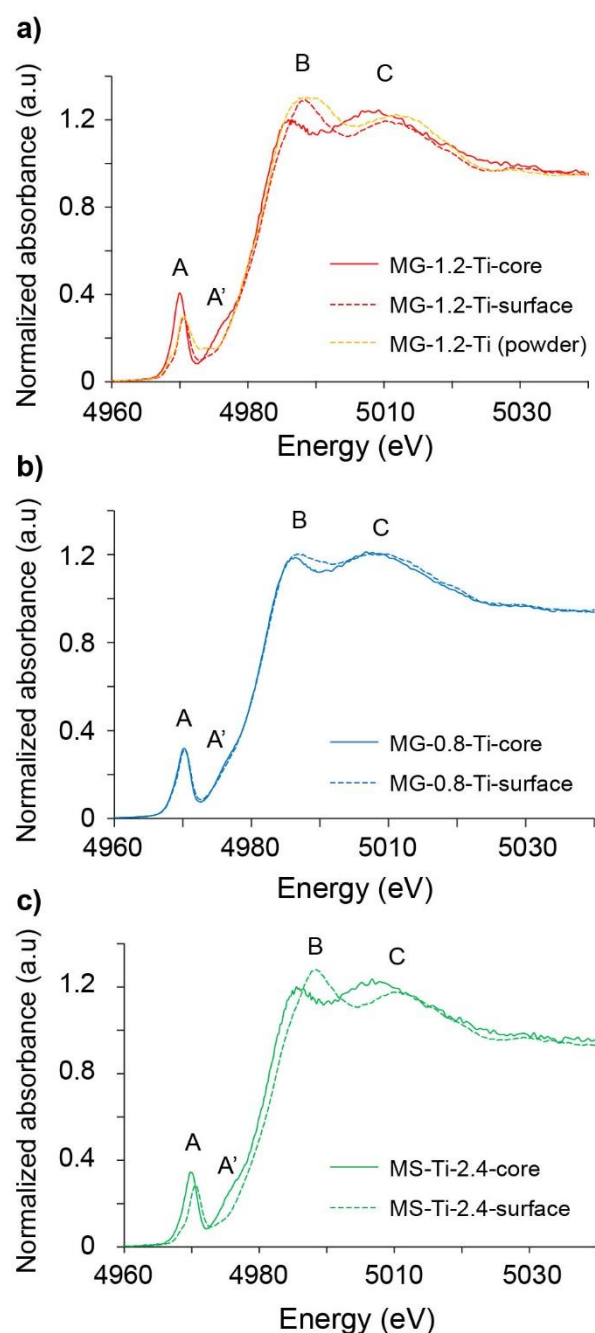 a)
B
C
1.2
0.8
0.4
0
A
A'
MG-1.2-Ti-core
MG-1.2-Ti-surface
MG-1.2-Ti (powder)
4960
4980
5010
5030
Energy (eV)
Normalized absorbance (a.u)
b)
B
C
1.2
0.8
0.4
0
A
A'
MG-0.8-Ti-core
MG-0.8-Ti-surface
4960
4980
5010
5030
Energy (eV)
Normalized absorbance (a.u)
c)
B
C
1.2
0.8
0.4
0
A
A'
MS-Ti-2.4-core
MS-Ti-2.4-surface
4960
4980
5010
5030
Energy (eV)
Normalized absorbance (a.u)